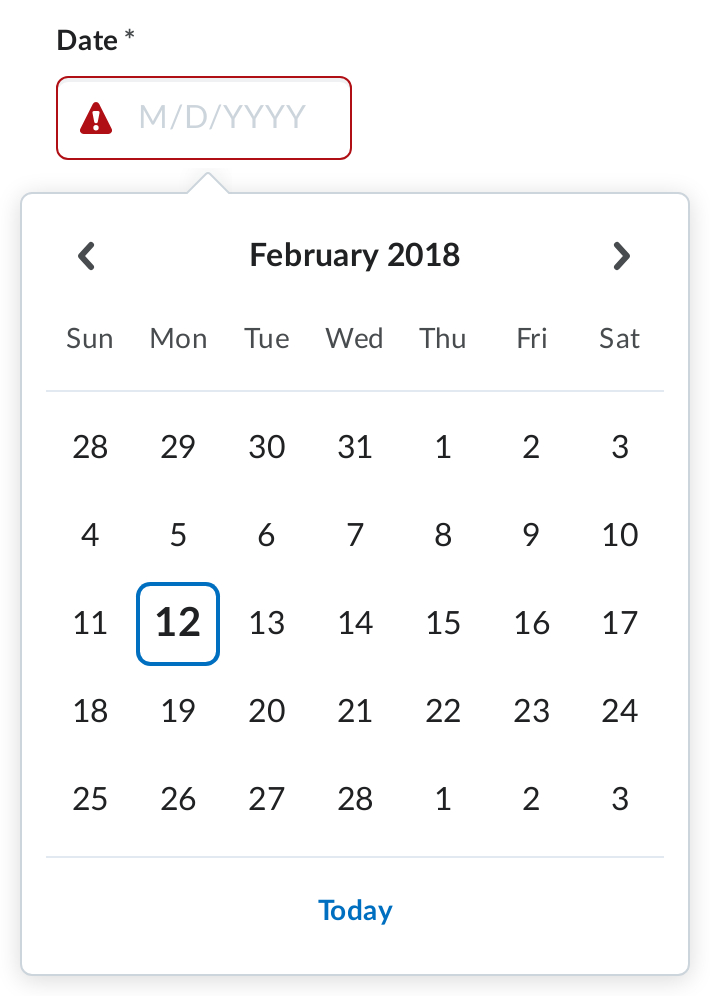 Date *
M/D/YYYY
February 2018
Sun Mon Tue Wed Thu Fri Sat
28 29 30 31 1 2 3
4 5 6 7 8 9 10
11 12 13 14 15 16 17
18 19 20 21 22 23 24
25 26 27 28 1 2 3
Today